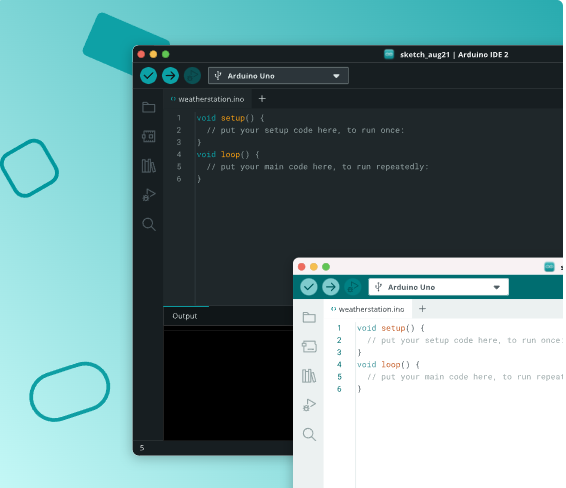 sketch_aug21 | Arduino IDE 2
Arduino Uno
weatherstation.ino
1 void setup() {
2 // put your setup code here, to run once:
3 }
4 void loop() {
5 // put your main code here, to run repeatedly:
6 }
Output
5
Arduino Uno
weatherstation.ino
1 void setup() {
2 // put your setup code here, to run once
3 }
4 void loop() {
5 // put your main code here, to run repeat
6 }